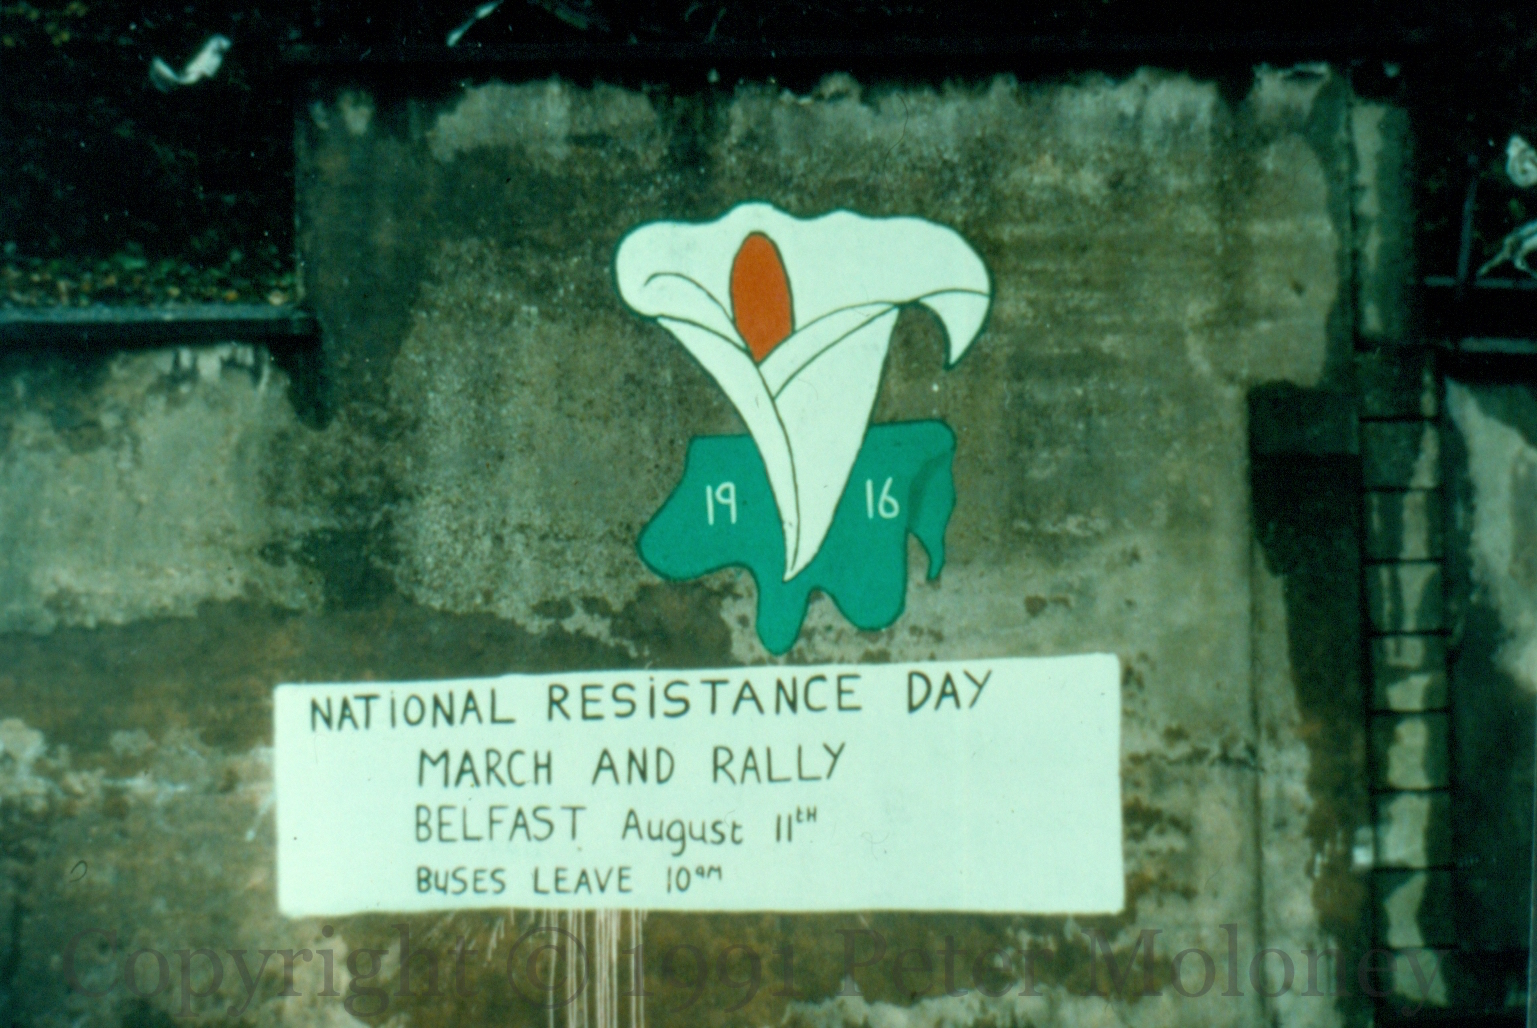 19 16
NATiONAL RESiSTANCE DAY
MARCH AND RALLY
BELFAST August 11tH
BUSES LEAVE 10aM
Copyright © 1991 Peter Moloney